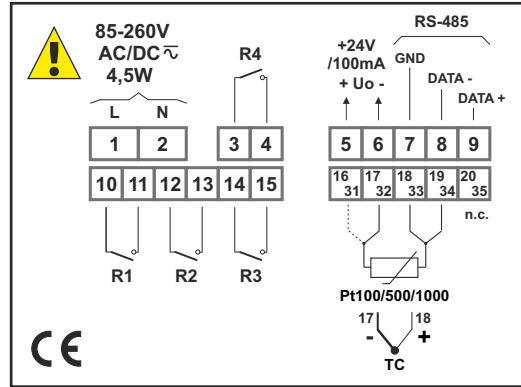 85-260V
AC/DC
4,5W
L N
R4
+24V
/100mA
+ Uo -
RS-485
GND
DATA -
DATA +
1 2 3 4 5 6 7 8 9
10 11 12 13 14 15
16 17 18 19 20
31 32 33 34 35
n.c.
R1 R2 R3
Pt100/500/1000
17 18
- +
TC
CE